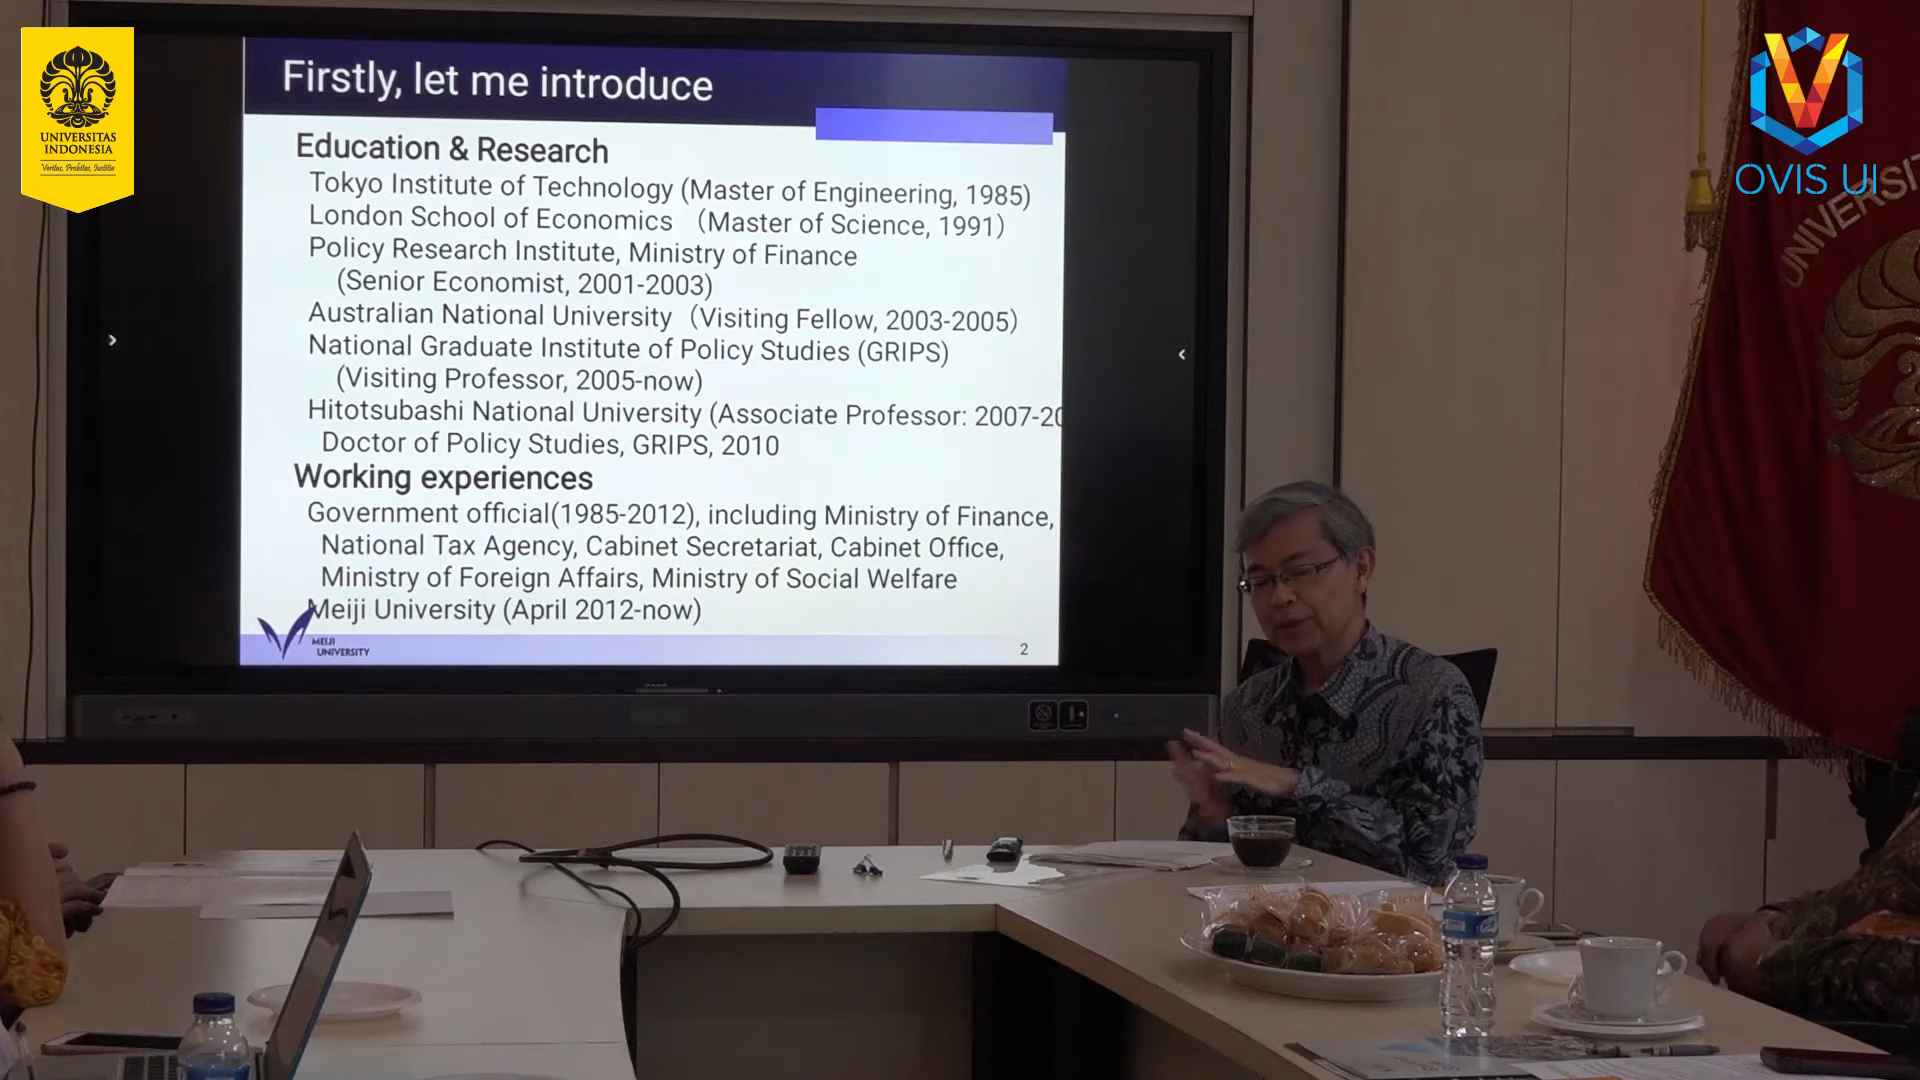 UNIVERSITAS
INDONESIA
Veritas, Probitas, Iustitia
Firstly, let me introduce
Education & Research
Tokyo Institute of Technology (Master of Engineering, 1985)
London School of Economics (Master of Science, 1991)
Policy Research Institute, Ministry of Finance
(Senior Economist, 2001-2003)
Australian National University (Visiting Fellow, 2003-2005)
National Graduate Institute of Policy Studies (GRIPS)
(Visiting Professor, 2005-now)
Hitotsubashi National University (Associate Professor: 2007-20
Doctor of Policy Studies, GRIPS, 2010
Working experiences
Government official(1985-2012), including Ministry of Finance,
National Tax Agency, Cabinet Secretariat, Cabinet Office,
Ministry of Foreign Affairs, Ministry of Social Welfare
Meiji University (April 2012-now)
MEIJI
UNIVERSITY
2
OVIS UI
UNIVERSIT